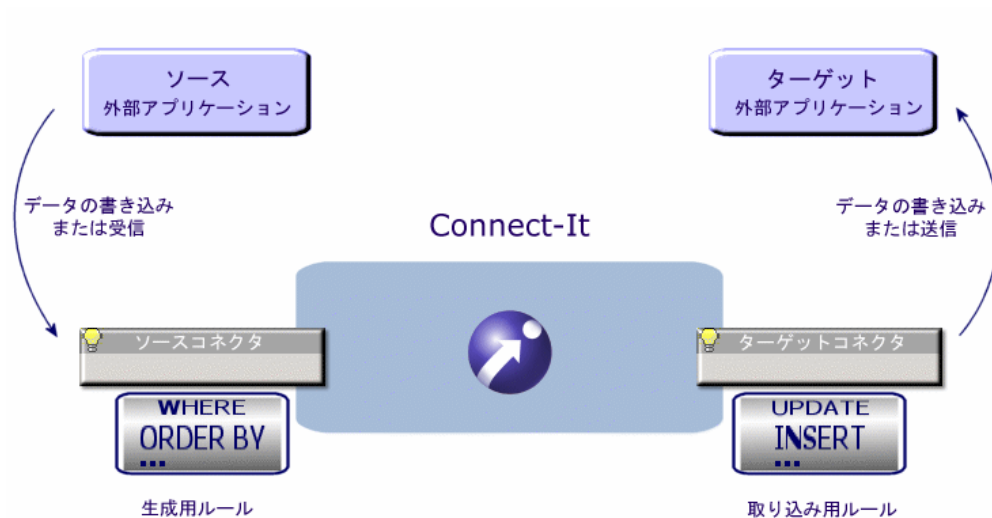 ソース
外部アプリケーション
ターゲット
外部アプリケーション
データの書き込み
または受信
データの書き込み
または送信
Connect-It
ソースコネクタ
ターゲットコネクタ
WHERE
ORDER BY
...
UPDATE
INSERT
...
生成用ルール
取り込み用ルール